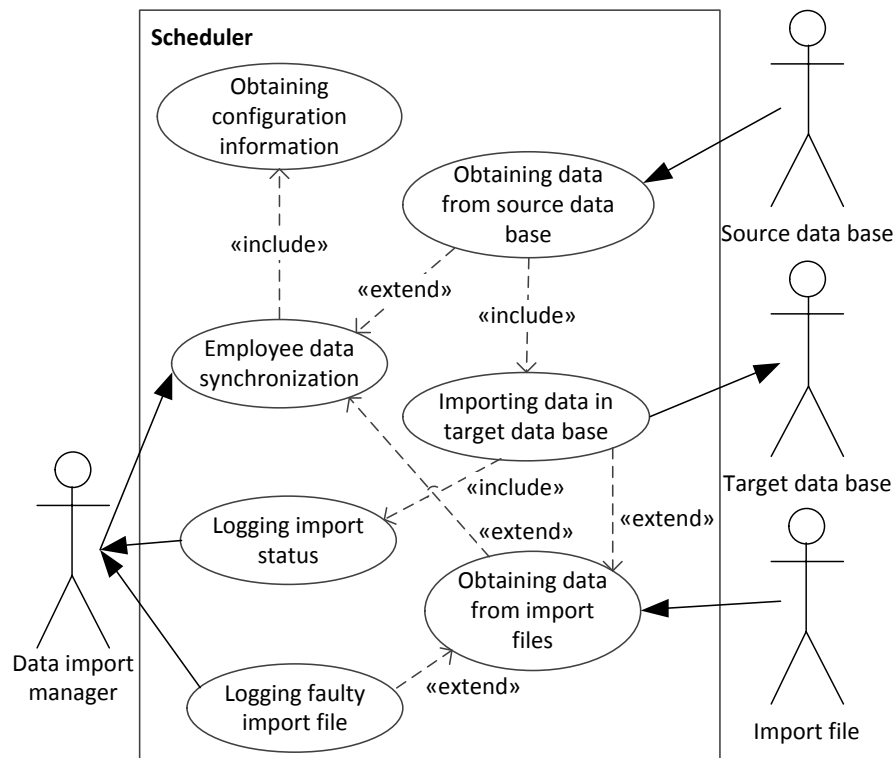 Scheduler
Obtaining
configuration
information
Obtaining data
from source data
base
Source data base
«include»
«extend»
«include»
Employee data
synchronization
Importing data in
target data base
Target data base
«include»
«extend»
«extend»
Logging import
status
Obtaining data
from import
files
Data import
manager
Logging faulty
import file
«extend»
Import file